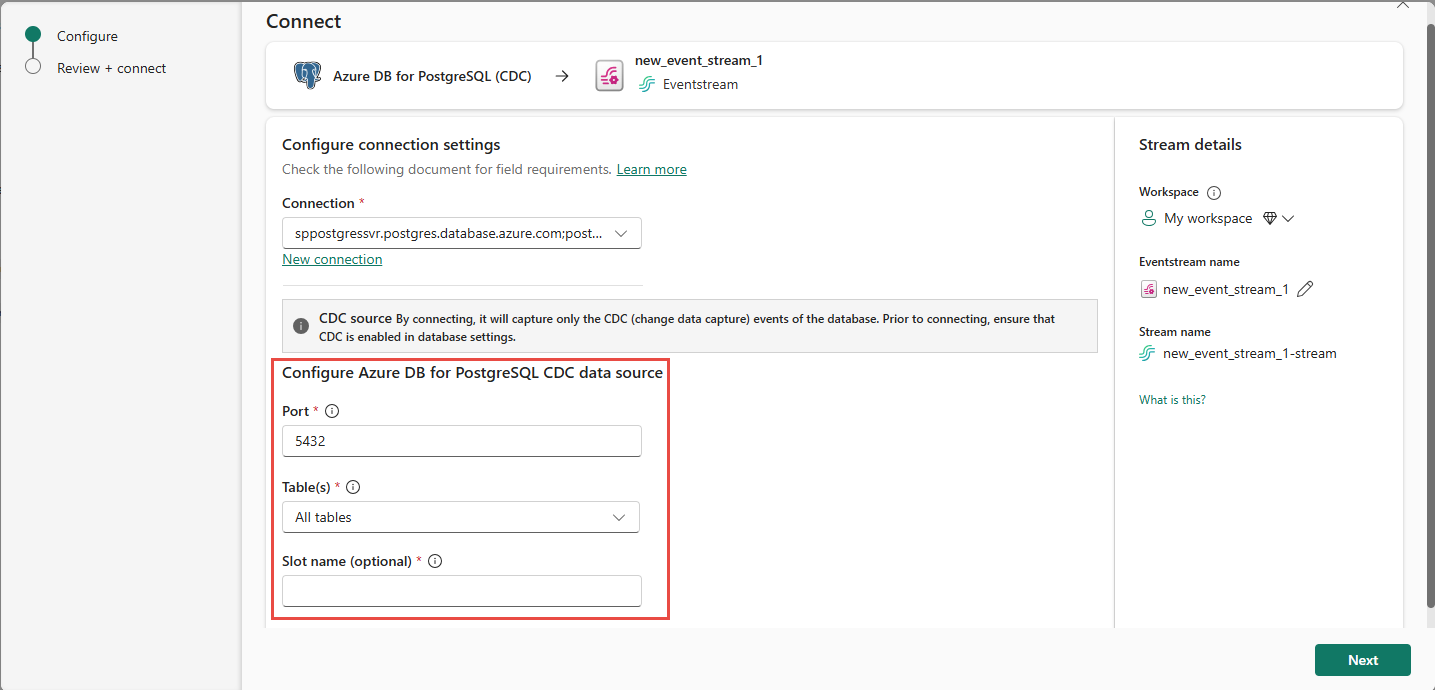 Configure
Review + connect
Connect
Azure DB for PostgreSQL (CDC)
new_event_stream_1
Eventstream
Configure connection settings
Check the following document for field requirements. Learn more
Connection *
sppostgressvr.postgres.database.azure.com;post...
New connection
CDC source By connecting, it will capture only the CDC (change data capture) events of the database. Prior to connecting, ensure that
CDC is enabled in database settings.
Configure Azure DB for PostgreSQL CDC data source
Port *
5432
Table(s) *
All tables
Slot name (optional) *
Stream details
Workspace
My workspace
Eventstream name
new_event_stream_1
Stream name
new_event_stream_1-stream
What is this?
Next